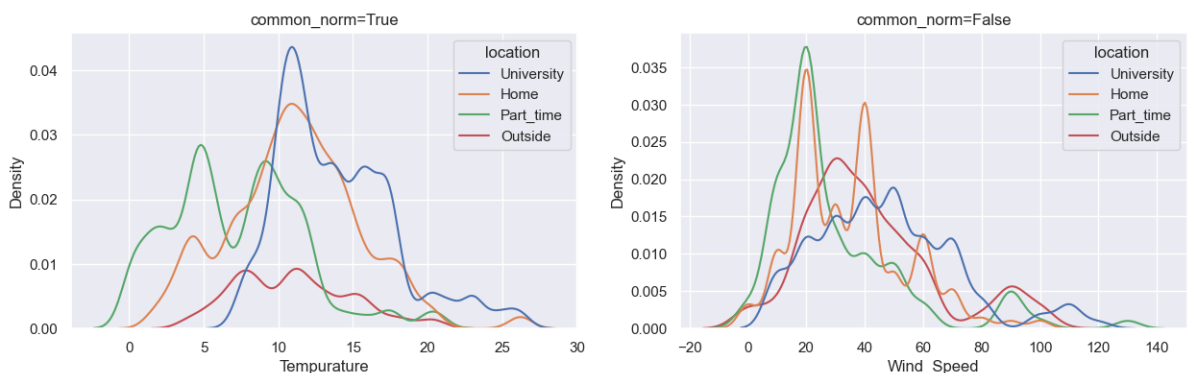 common_norm=True
Density
0.04
0.03
0.02
0.01
0.00
location
University
Home
Part_time
Outside
0 5 10 15 20 25 30
Tempurature
common_norm=False
Density
0.035
0.030
0.025
0.020
0.015
0.010
0.005
0.000
location
University
Home
Part_time
Outside
−20 0 20 40 60 80 100 120 140
Wind_Speed